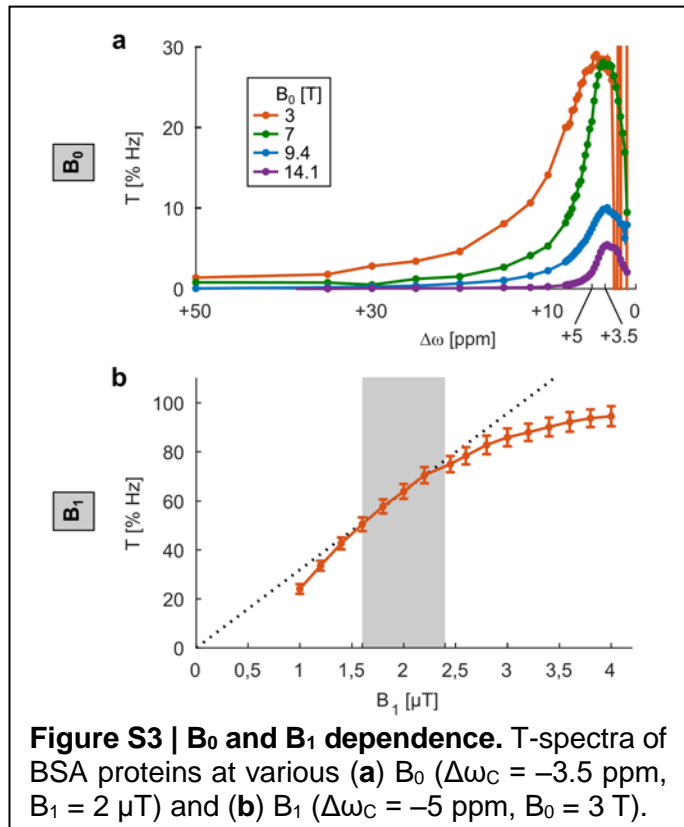 a
B₀
T [% Hz]
30
20
10
0
B₀ [T]
3
7
9.4
14.1
+50
+30
+10
0
+5
+3.5
Δω [ppm]
b
B₁
T [% Hz]
100
80
60
40
20
0
0
0,5
1
1,5
2
2,5
3
3,5
4
B₁ [µT]
Figure S3 | B₀ and B₁ dependence. T-spectra of
BSA proteins at various (a) B₀ (Δω_C = –3.5 ppm,
B₁ = 2 µT) and (b) B₁ (Δω_C = –5 ppm, B₀ = 3 T).